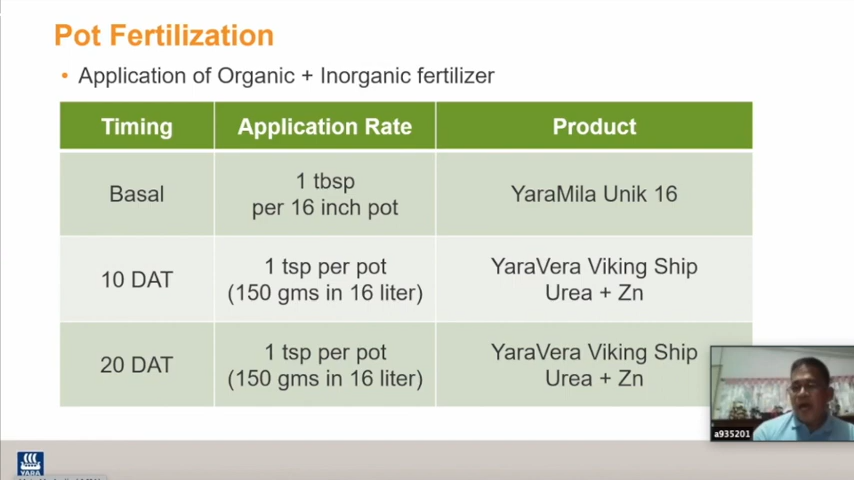 Pot Fertilization
• Application of Organic + Inorganic fertilizer
Timing
Application Rate
Product
Basal
1 tbsp
per 16 inch pot
YaraMila Unik 16
10 DAT
1 tsp per pot
(150 gms in 16 liter)
YaraVera Viking Ship
Urea + Zn
20 DAT
1 tsp per pot
(150 gms in 16 liter)
YaraVera Viking Ship
Urea + Zn
a935201
YARA